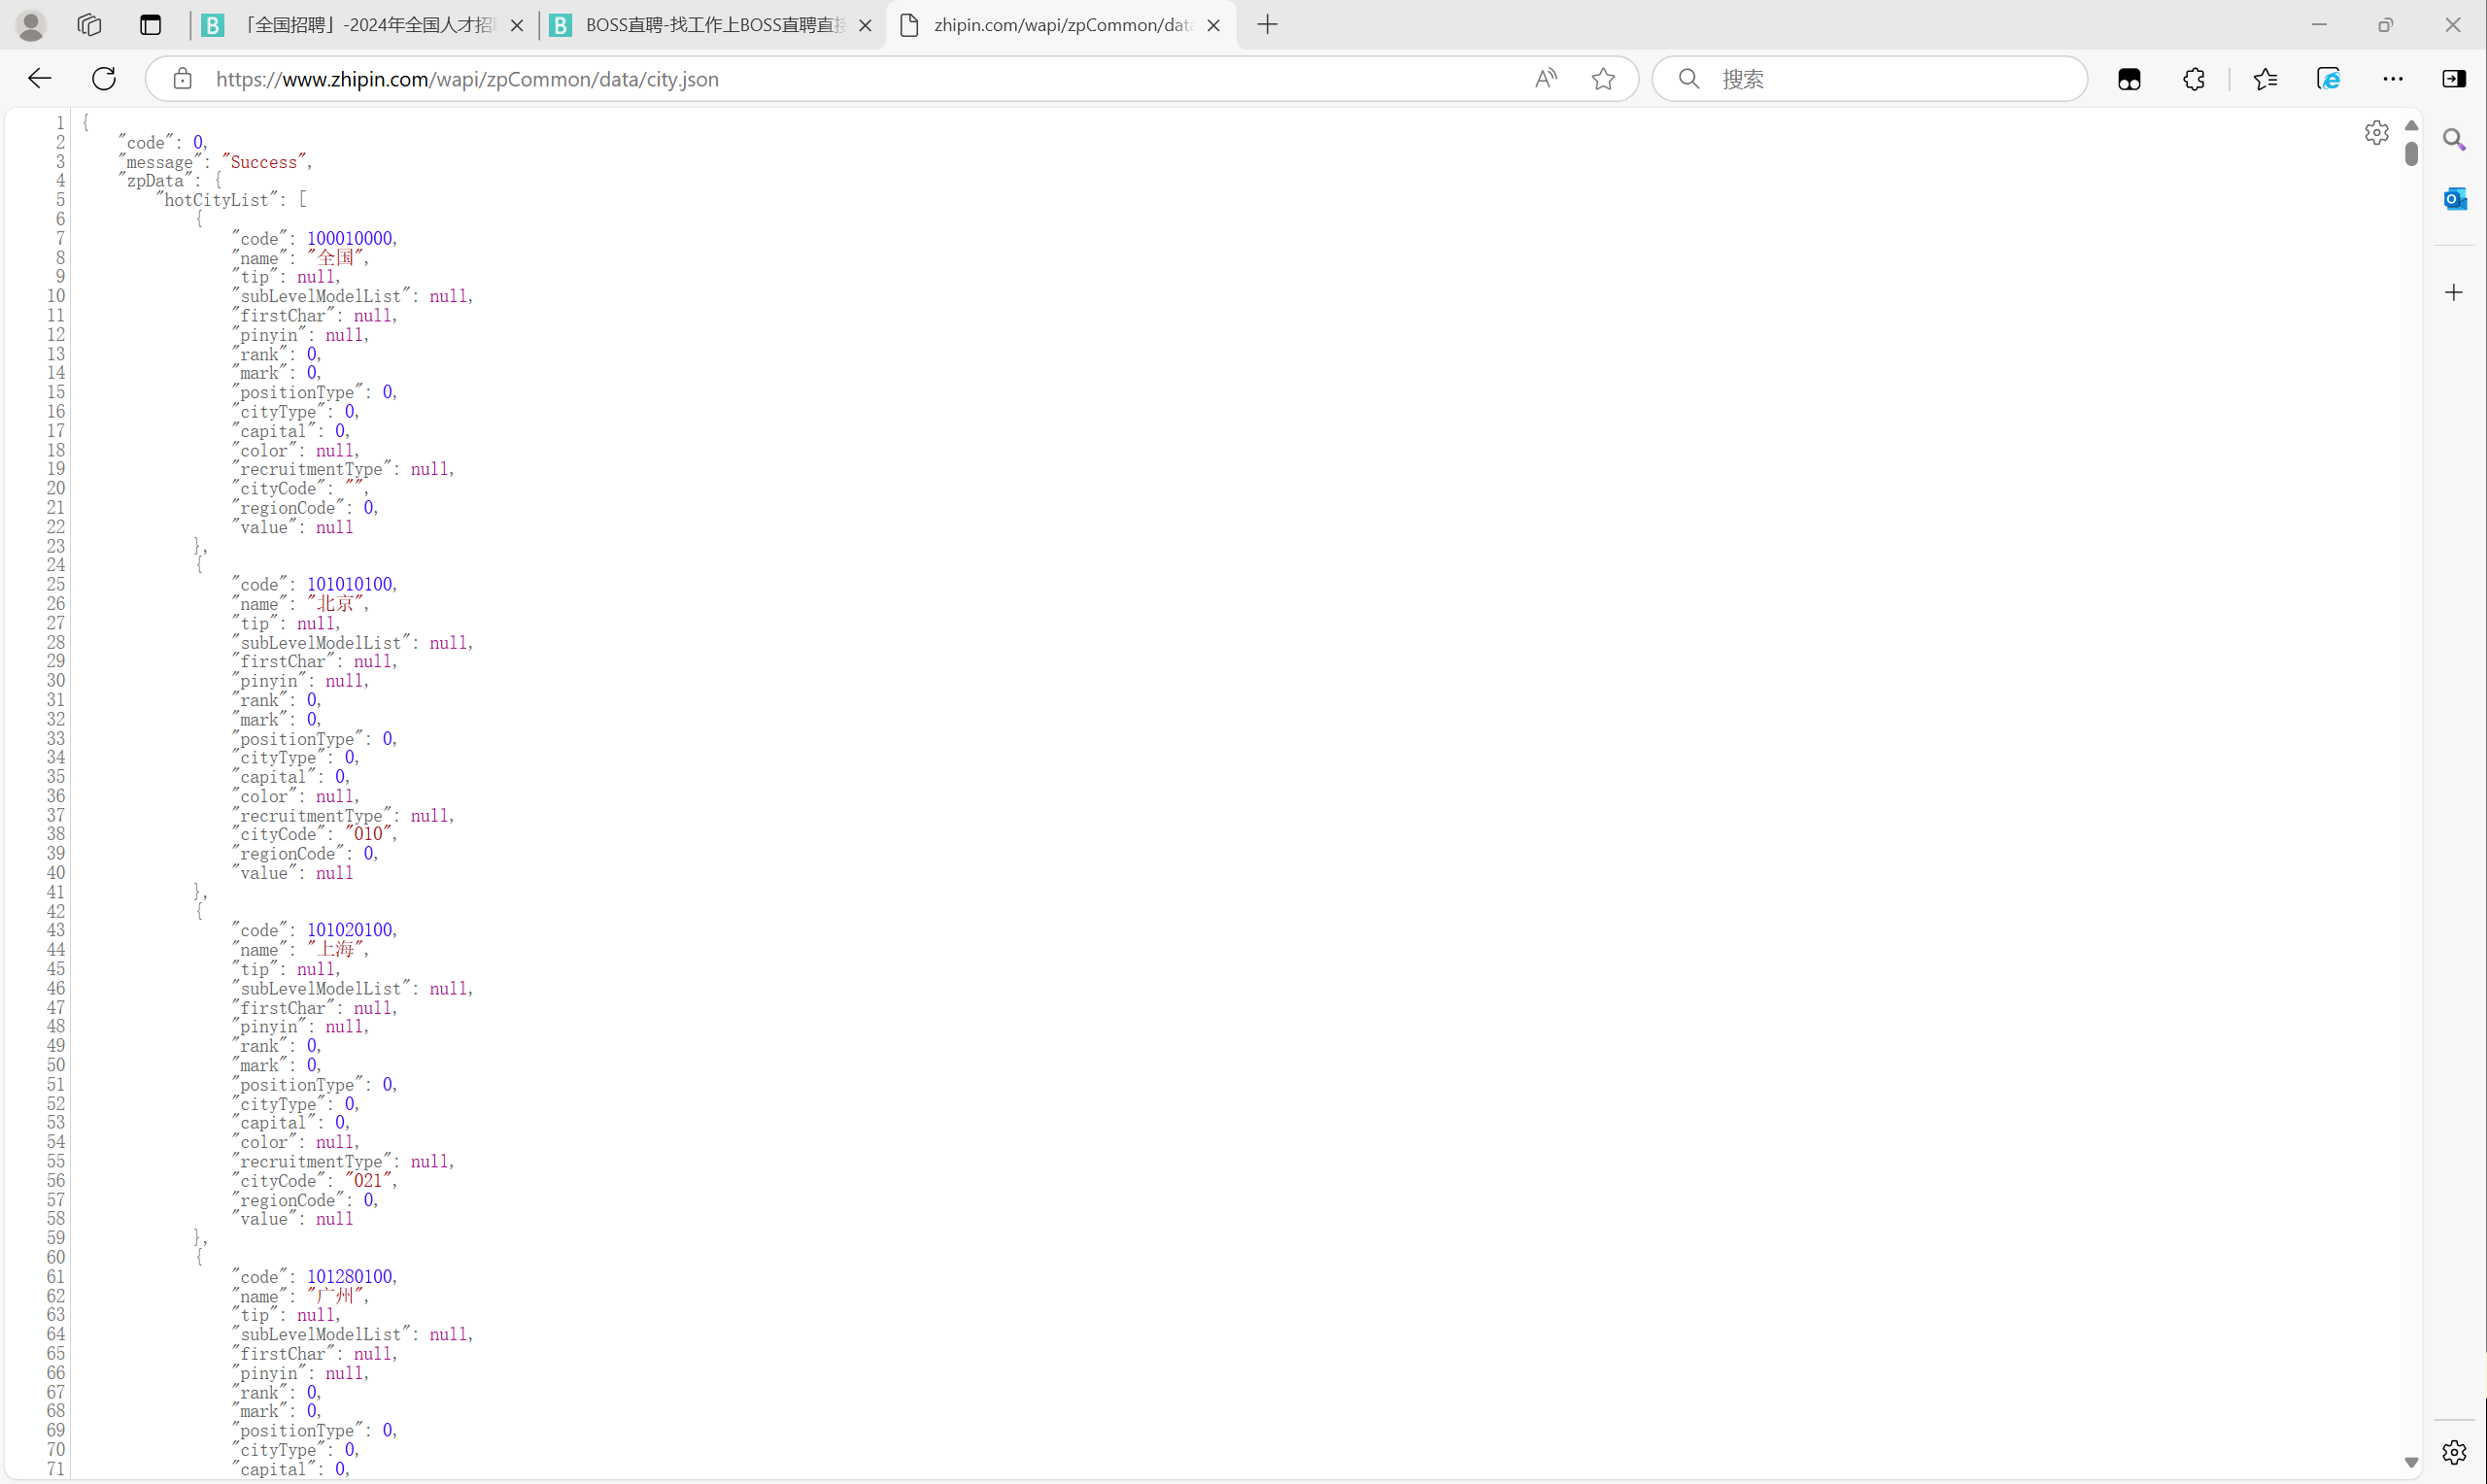 「全国招聘」-2024年全国人才招
BOSS直聘-找工作上BOSS直聘直接
zhipin.com/wapi/zpCommon/dat
https://www.zhipin.com/wapi/zpCommon/data/city.json
搜索
1 {
2 "code": 0,
3 "message": "Success",
4 "zpData": {
5 "hotCityList": [
6 {
7 "code": 100010000,
8 "name": "全国",
9 "tip": null,
10 "subLevelModelList": null,
11 "firstChar": null,
12 "pinyin": null,
13 "rank": 0,
14 "mark": 0,
15 "positionType": 0,
16 "cityType": 0,
17 "capital": 0,
18 "color": null,
19 "recruitmentType": null,
20 "cityCode": "",
21 "regionCode": 0,
22 "value": null
23 },
24 {
25 "code": 101010100,
26 "name": "北京",
27 "tip": null,
28 "subLevelModelList": null,
29 "firstChar": null,
30 "pinyin": null,
31 "rank": 0,
32 "mark": 0,
33 "positionType": 0,
34 "cityType": 0,
35 "capital": 0,
36 "color": null,
37 "recruitmentType": null,
38 "cityCode": "010",
39 "regionCode": 0,
40 "value": null
41 },
42 {
43 "code": 101020100,
44 "name": "上海",
45 "tip": null,
46 "subLevelModelList": null,
47 "firstChar": null,
48 "pinyin": null,
49 "rank": 0,
50 "mark": 0,
51 "positionType": 0,
52 "cityType": 0,
53 "capital": 0,
54 "color": null,
55 "recruitmentType": null,
56 "cityCode": "021",
57 "regionCode": 0,
58 "value": null
59 },
60 {
61 "code": 101280100,
62 "name": "广州",
63 "tip": null,
64 "subLevelModelList": null,
65 "firstChar": null,
66 "pinyin": null,
67 "rank": 0,
68 "mark": 0,
69 "positionType": 0,
70 "cityType": 0,
71 "capital": 0,